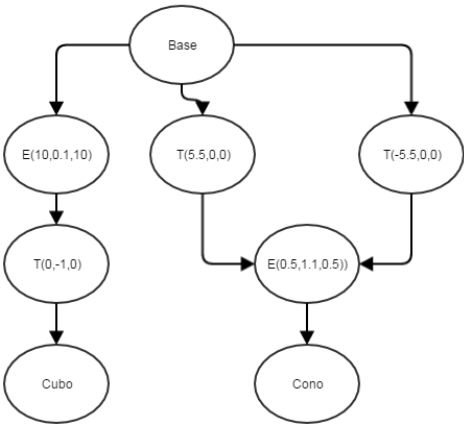 Base
E(10,0.1,10)
T(5.5,0,0)
T(-5.5,0,0)
T(0,-1,0)
E(0.5,1.1,0.5))
Cubo
Cono